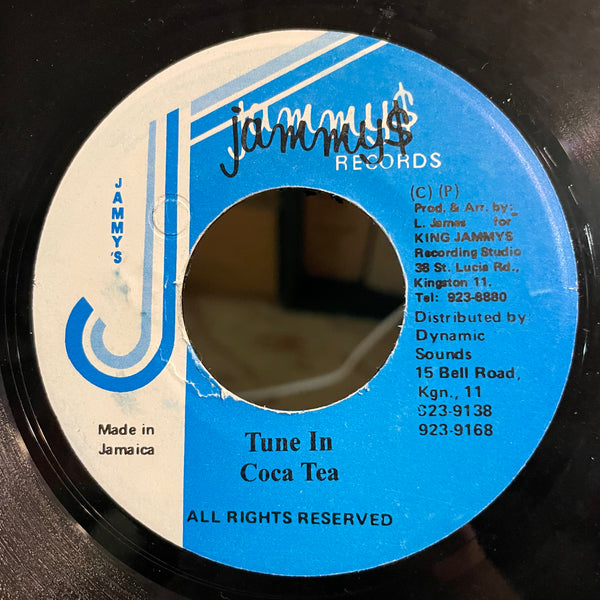 jammy$
RECORDS
JAMMY'S
(C) (P)
Prod. & Arr. by:
L. James for
KING JAMMYS
Recording Studio
38 St. Lucia Rd.,
Kingston 11.
Tel: 923-8880
Distributed by
Dynamic
Sounds
15 Bell Road,
Kgn., 11
923-9138
923-9168
Made in
Jamaica
Tune In
Coca Tea
ALL RIGHTS RESERVED